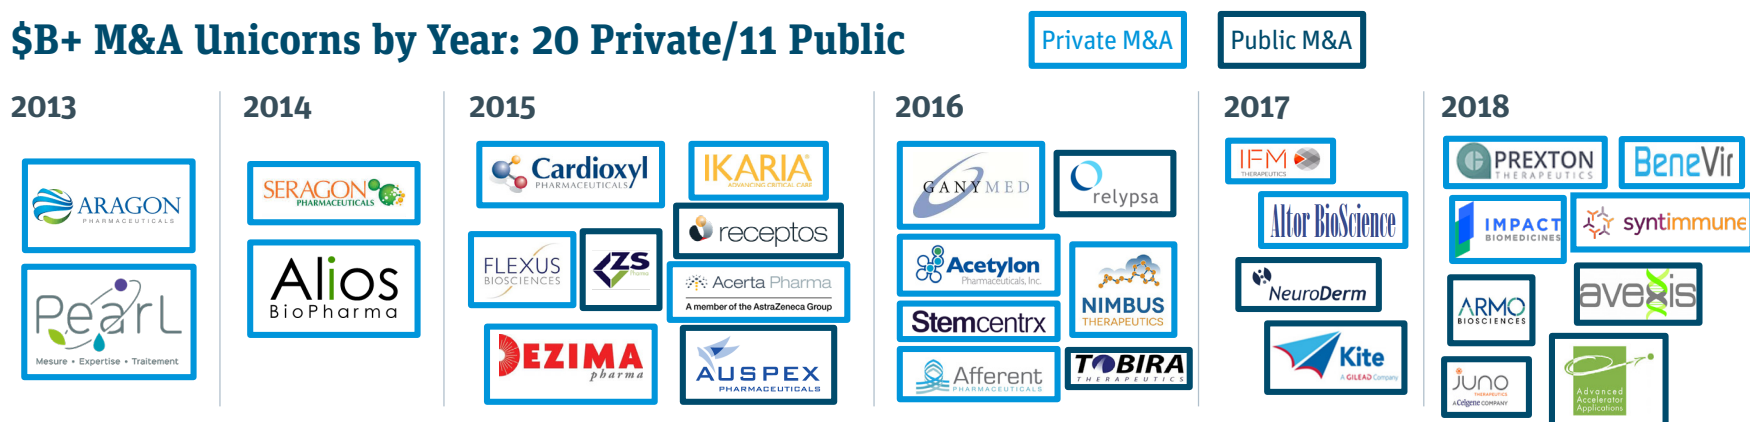 $B+ M&A Unicorns by Year: 20 Private/11 Public
Private M&A
Public M&A
2013
ARAGON
PHARMACEUTICALS
Pearl
Mesure • Expertise • Traitement
2014
SERAGON
PHARMACEUTICALS
Alios
BioPharma
2015
Cardioxyl
PHARMACEUTICALS
IKARIA
ADVANCING CRITICAL CARE
receptos
FLEXUS
BIOSCIENCES
ZS
Pharma
Acerta Pharma
A member of the AstraZeneca Group
DEZIMA
pharma
AUSPEX
PHARMACEUTICALS
2016
GANYMED
relypsa
Acetylon
Pharmaceuticals, Inc.
NIMBUS
THERAPEUTICS
Stemcentrx
Afferent
PHARMACEUTICALS
TOBIRA
THERAPEUTICS
2017
IFM
THERAPEUTICS
Altor BioScience
NeuroDerm
Kite
A GILEAD Company
2018
PREXTON
THERAPEUTICS
BeneVir
IMPACT
BIOMEDICINES
syntimmune
ARMO
BIOSCIENCES
avexis
JUNO
THERAPEUTICS
A Celgene COMPANY
Advanced
Accelerator
Applications